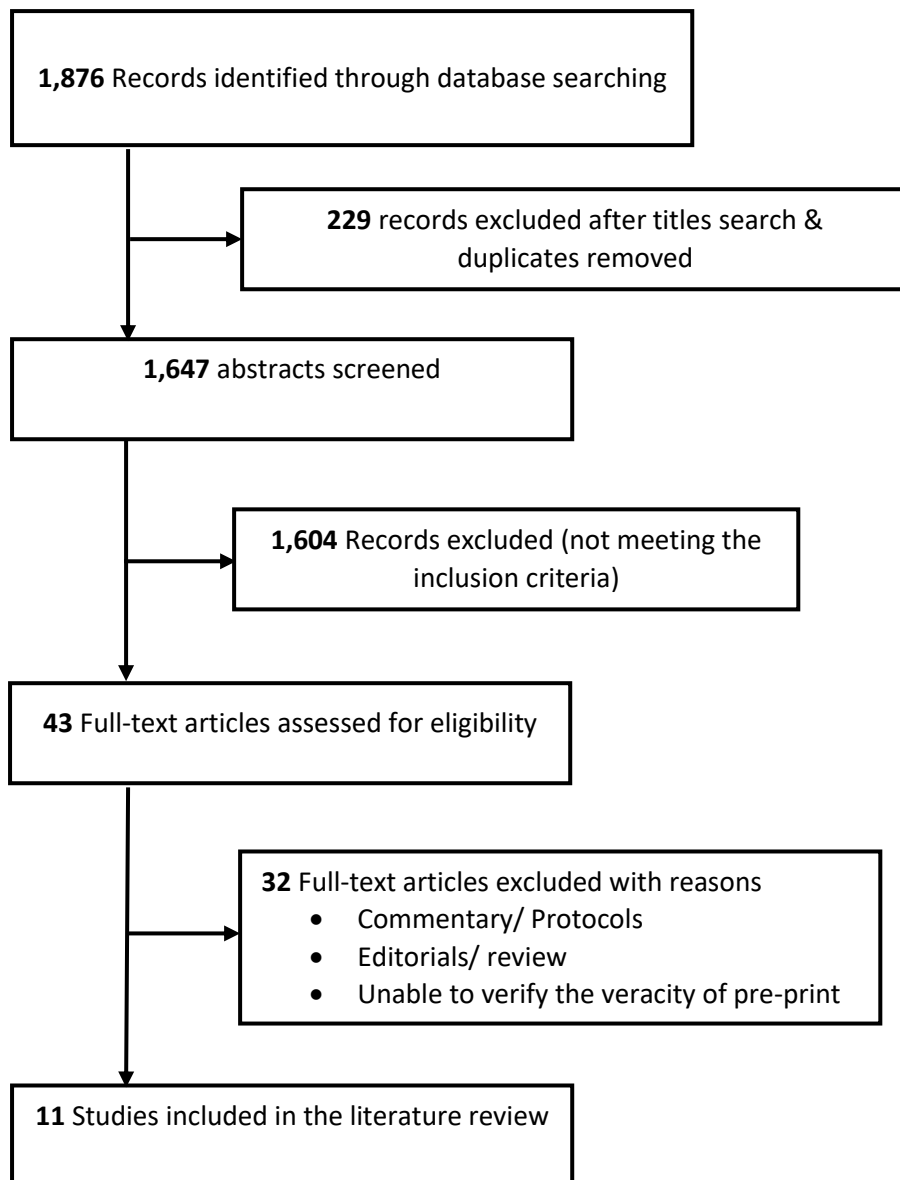 1,876 Records identified through database searching
229 records excluded after titles search &
duplicates removed
1,647 abstracts screened
1,604 Records excluded (not meeting the
inclusion criteria)
43 Full-text articles assessed for eligibility
32 Full-text articles excluded with reasons
• Commentary/ Protocols
• Editorials/ review
• Unable to verify the veracity of pre-print
11 Studies included in the literature review